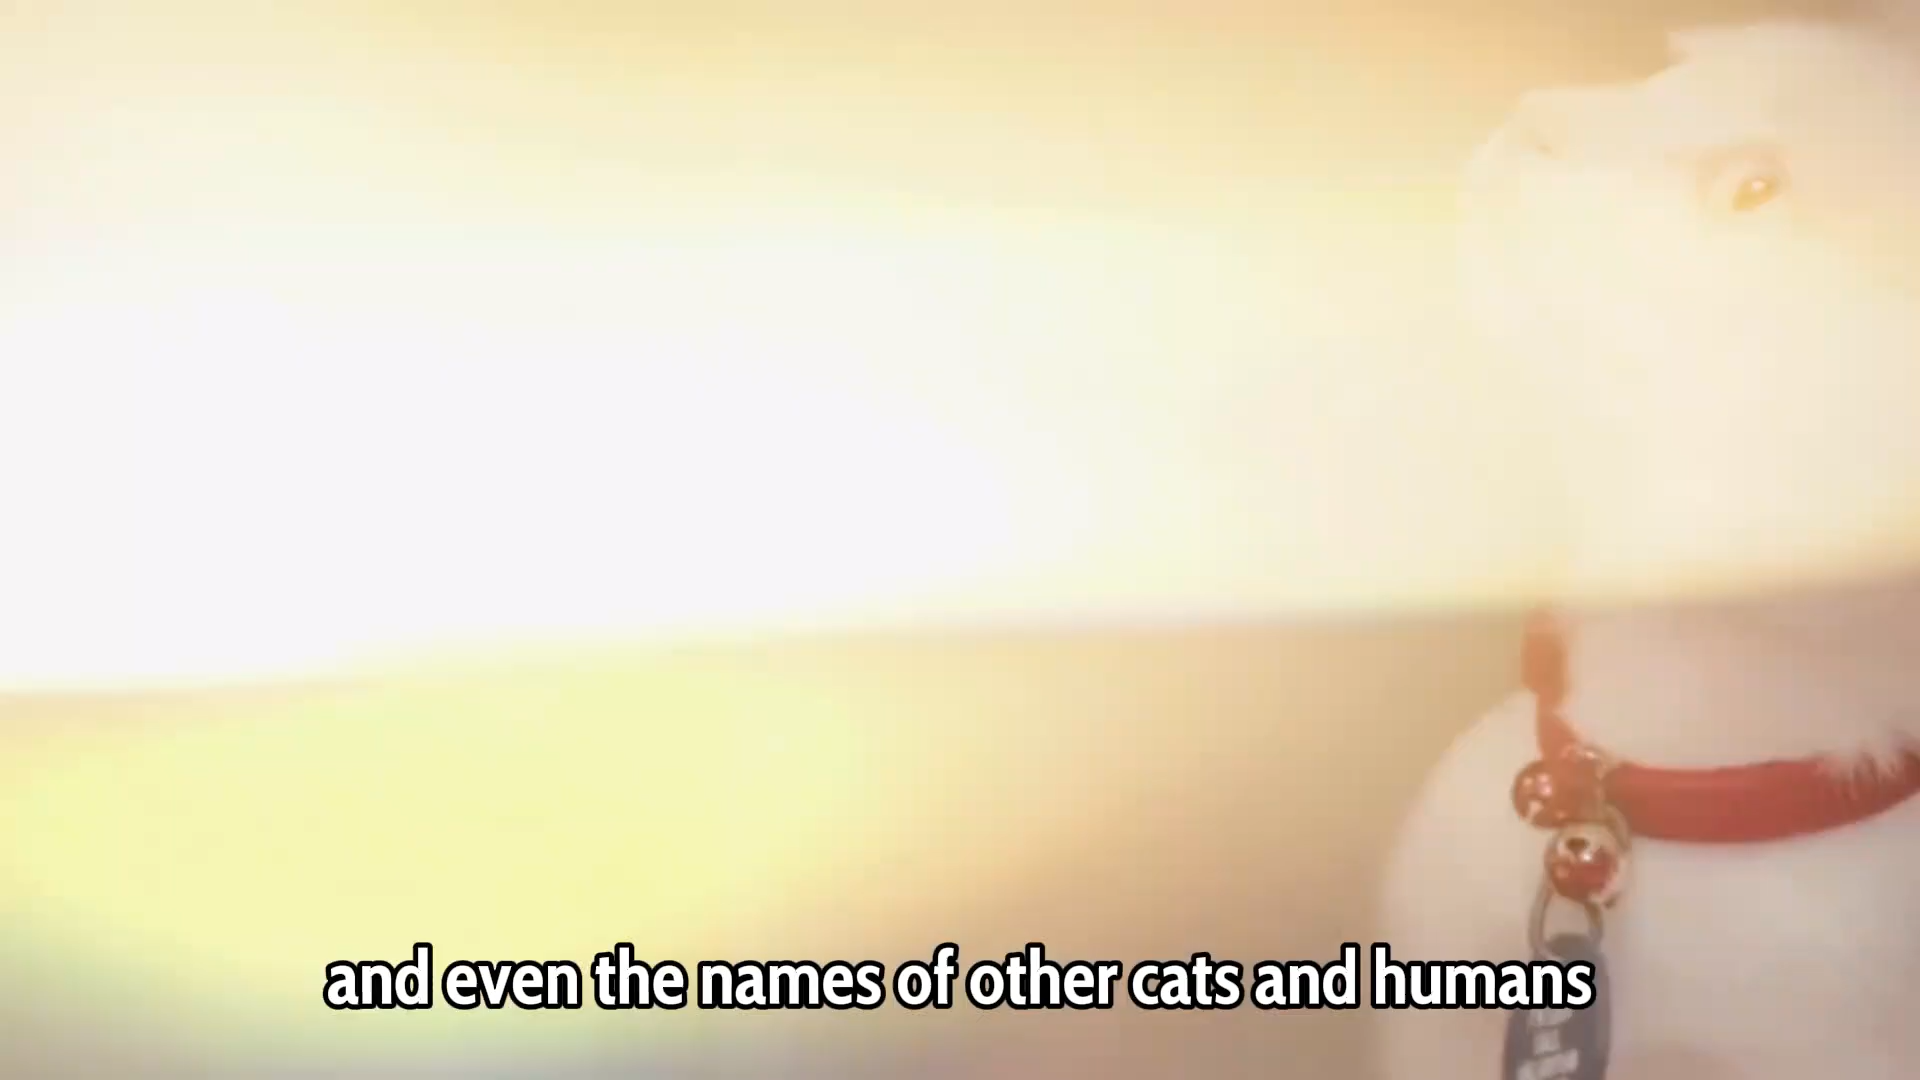 and even the names of other cats and humans